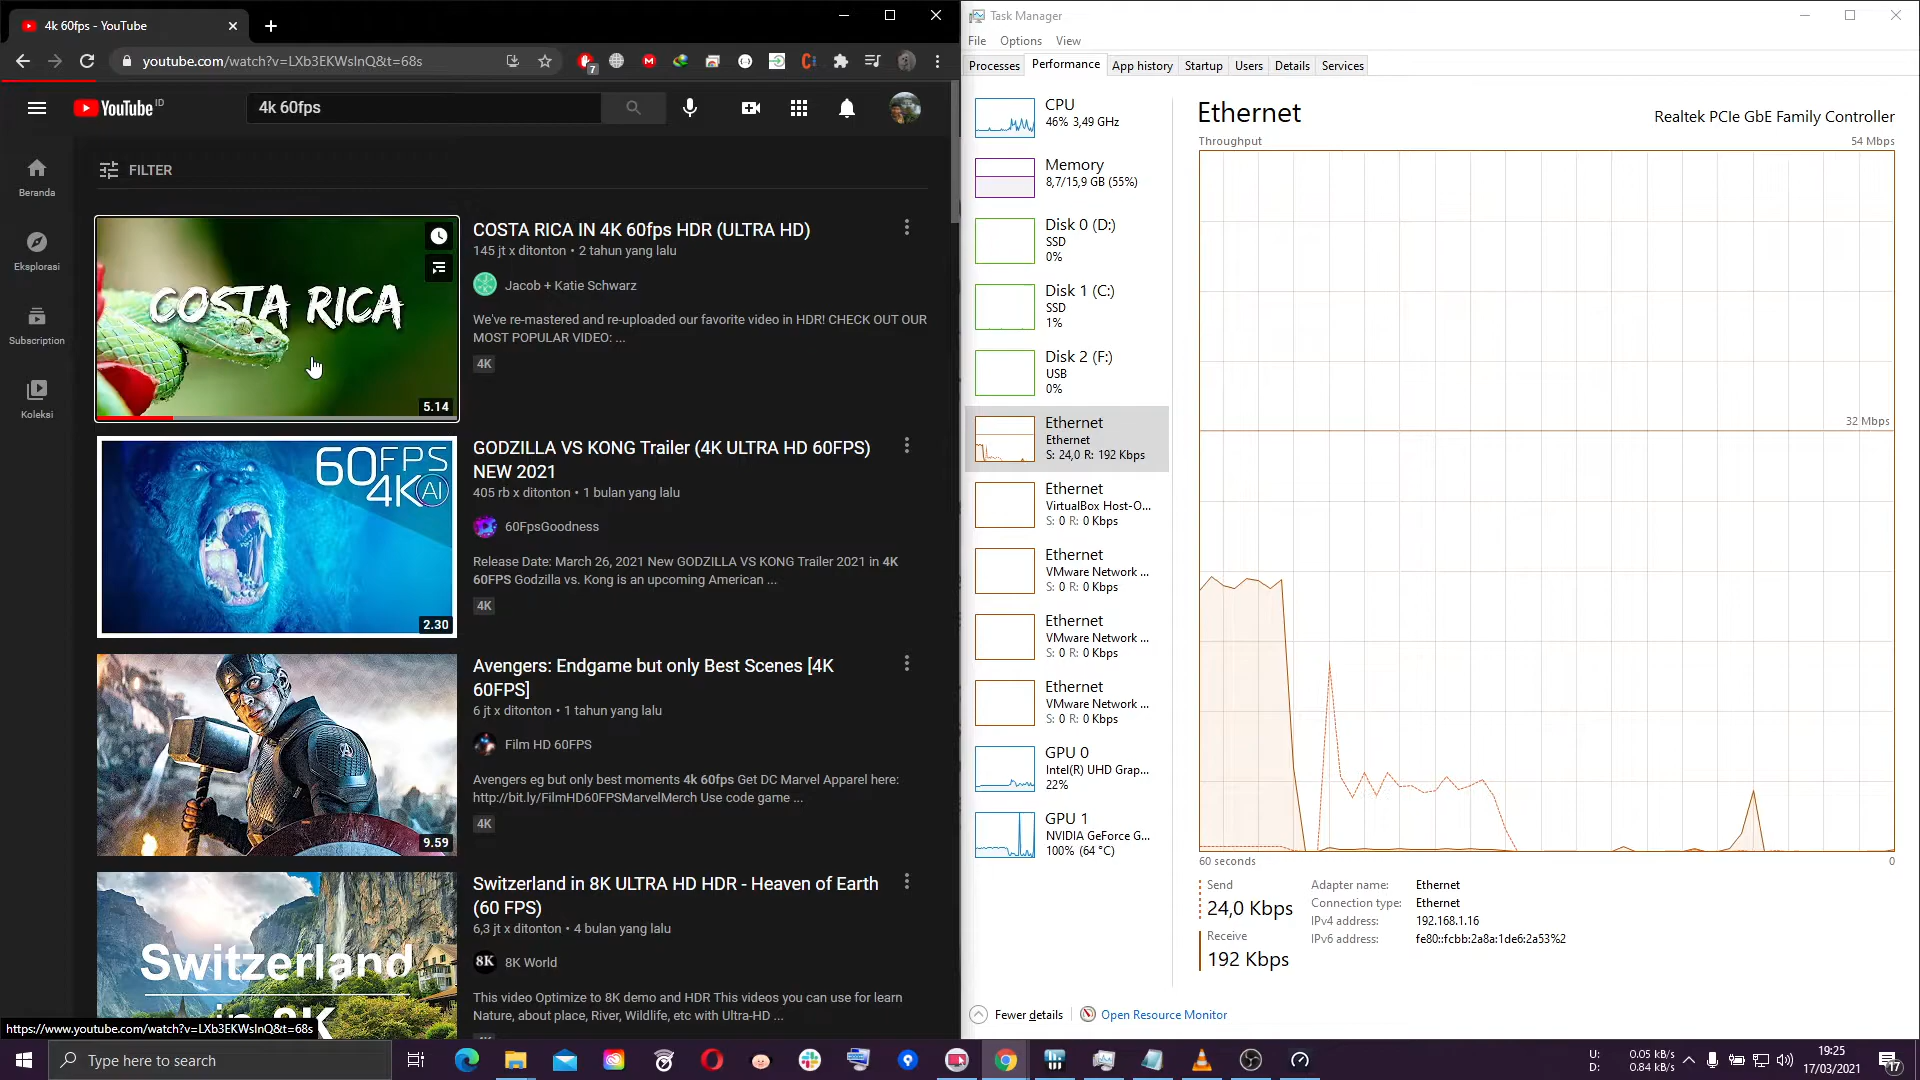 4k 60fps - YouTube
youtube.com/watch?v=LXb3EKWsInQ&t=68s
7
YouTube ID
4k 60fps
Beranda
Eksplorasi
Subscription
Koleksi
FILTER
COSTA RICA
5.14
COSTA RICA IN 4K 60fps HDR (ULTRA HD)
145 jt x ditonton • 2 tahun yang lalu
Jacob + Katie Schwarz
We've re-mastered and re-uploaded our favorite video in HDR! CHECK OUT OUR
MOST POPULAR VIDEO: ...
4K
60FPS
4K AI
2.30
GODZILLA VS KONG Trailer (4K ULTRA HD 60FPS)
NEW 2021
405 rb x ditonton • 1 bulan yang lalu
60FpsGoodness
Release Date: March 26, 2021 New GODZILLA VS KONG Trailer 2021 in 4K
60FPS Godzilla vs. Kong is an upcoming American ...
4K
9.59
Avengers: Endgame but only Best Scenes [4K
60FPS]
6 jt x ditonton • 1 tahun yang lalu
Film HD 60FPS
Avengers eg but only best moments 4k 60fps Get DC Marvel Apparel here:
http://bit.ly/FilmHD60FPSMarvelMerch Use code game ...
4K
Switzerland
in 8K
Switzerland in 8K ULTRA HD HDR - Heaven of Earth
(60 FPS)
6,3 jt x ditonton • 4 bulan yang lalu
8K
8K World
This video Optimize to 8K demo and HDR This videos you can use for learn
Nature, about place, River, Wildlife, etc with Ultra-HD ...
https://www.youtube.com/watch?v=LXb3EKWsInQ&t=68s
Task Manager
File Options View
Processes Performance App history Startup Users Details Services
CPU
46% 3,49 GHz
Memory
8,7/15,9 GB (55%)
Disk 0 (D:)
SSD
0%
Disk 1 (C:)
SSD
1%
Disk 2 (F:)
USB
0%
Ethernet
Ethernet
S: 24,0 R: 192 Kbps
Ethernet
VirtualBox Host-O...
S: 0 R: 0 Kbps
Ethernet
VMware Network ...
S: 0 R: 0 Kbps
Ethernet
VMware Network ...
S: 0 R: 0 Kbps
Ethernet
VMware Network ...
S: 0 R: 0 Kbps
GPU 0
Intel(R) UHD Grap...
22%
GPU 1
NVIDIA GeForce G...
100% (64 °C)
Ethernet
Realtek PCIe GbE Family Controller
Throughput
54 Mbps
32 Mbps
60 seconds
0
Send
24,0 Kbps
Receive
192 Kbps
Adapter name: Ethernet
Connection type: Ethernet
IPv4 address: 192.168.1.16
IPv6 address: fe80::fcbb:2a8a:1de6:2a53%2
Fewer details
Open Resource Monitor
Type here to search
U: 0.05 kB/s
D: 0.84 kB/s
19:25
17/03/2021
17